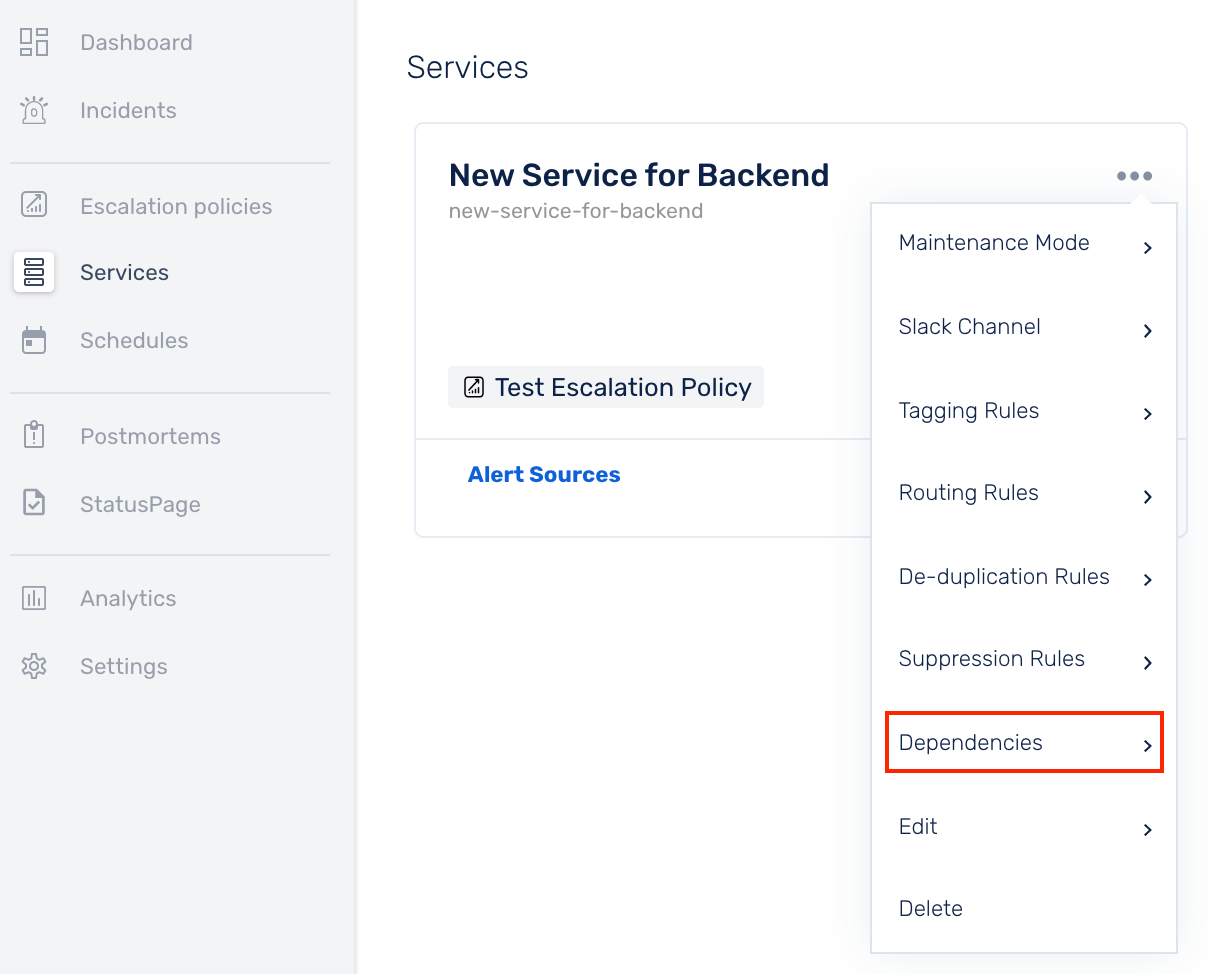 Dashboard
Incidents
Escalation policies
Services
Schedules
Postmortems
StatusPage
Analytics
Settings
Services
New Service for Backend
new-service-for-backend
Test Escalation Policy
Alert Sources
Maintenance Mode
Slack Channel
Tagging Rules
Routing Rules
De-duplication Rules
Suppression Rules
Dependencies
Edit
Delete